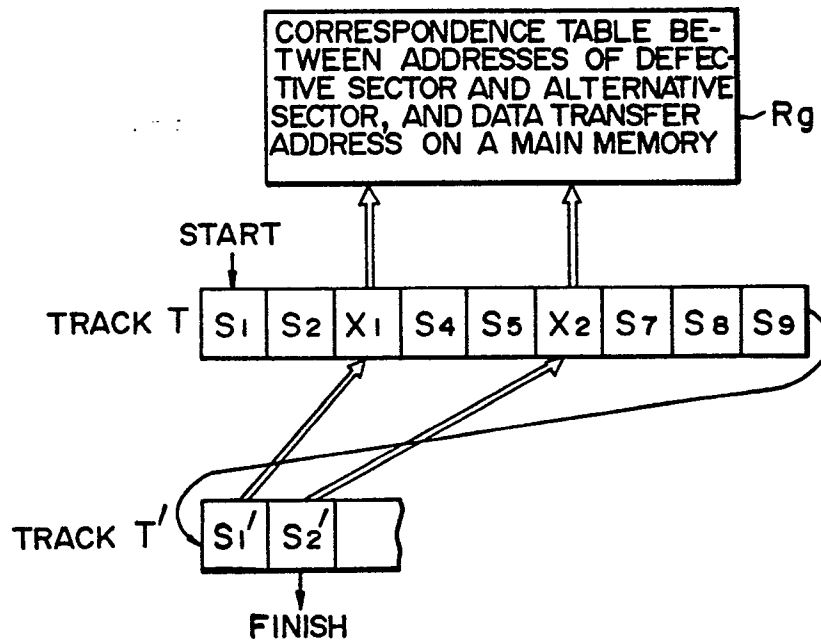 CORRESPONDENCE TABLE BE-
TWEEN ADDRESSES OF DEFEC-
TIVE SECTOR AND ALTERNATIVE
SECTOR, AND DATA TRANSFER
ADDRESS ON A MAIN MEMORY
Rg
START
TRACK T S1 S2 X1 S4 S5 X2 S7 S8 S9
TRACK T' S1' S2'
FINISH